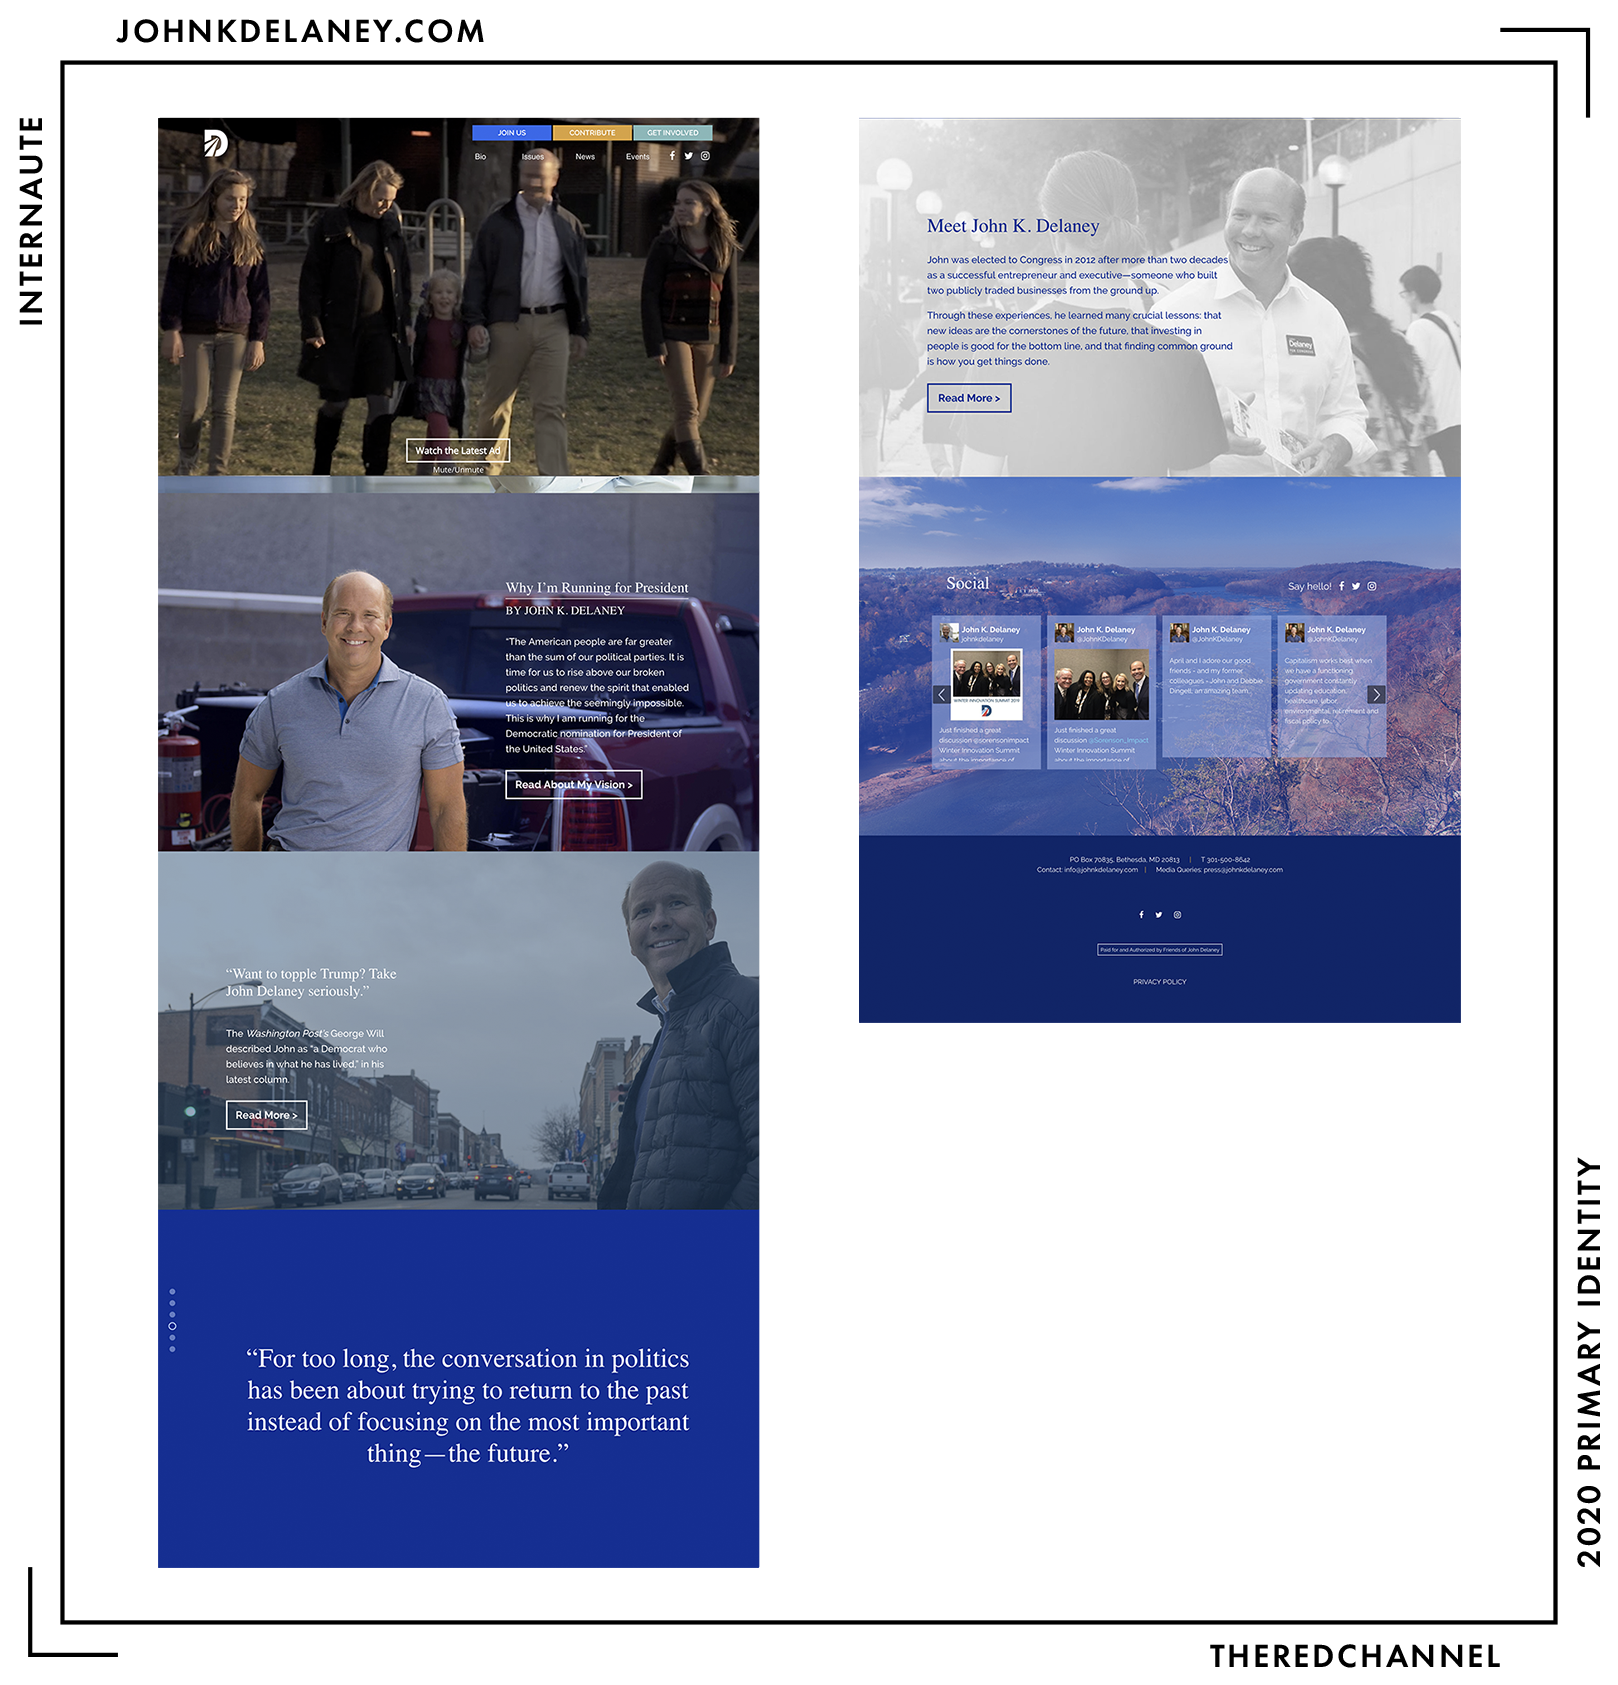 JOHNKDELANEY.COM
INTERNAUTE
JOIN US
CONTRIBUTE
GET INVOLVED
Bio
Issues
News
Events
Watch the Latest Ad
Mute/Unmute
Why I'm Running for President
BY JOHN K. DELANEY
"The American people are far greater
than the sum of our political parties. It is
time for us to rise above our broken
politics and renew the spirit that enabled
us to achieve the seemingly impossible.
This is why I am running for the
Democratic nomination for President of
the United States."
Read About My Vision >
“Want to topple Trump? Take
John Delaney seriously.”
The Washington Post's George Will
described John as "a Democrat who
believes in what he has lived," in his
latest column.
Read More >
“For too long, the conversation in politics
has been about trying to return to the past
instead of focusing on the most important
thing—the future.”
Meet John K. Delaney
John was elected to Congress in 2012 after more than two decades
as a successful entrepreneur and executive—someone who built
two publicly traded businesses from the ground up.
Through these experiences, he learned many crucial lessons: that
new ideas are the cornerstones of the future, that investing in
people is good for the bottom line, and that finding common ground
is how you get things done.
Read More >
Delaney
Social
Say hello!
John K. Delaney
johnkdelaney
WINTER INNOVATION SUMMIT 2019
Just finished a great
discussion @sorensonimpact
Winter Innovation Summit
about the importance of
John K. Delaney
@JohnKDelaney
Just finished a great
discussion @Sorenson_Impact
Winter Innovation Summit
about the importance of
John K. Delaney
@JohnKDelaney
April and I adore our good
friends - and my former
colleagues - John and Debbie
Dingell, an amazing team...
John K. Delaney
@JohnKDelaney
Capitalism works best when
we have a functioning
government constantly
updating education,
healthcare, labor,
environmental, retirement and
fiscal policy to...
PO Box 70835, Bethesda, MD 20813 | T 301-500-8642
Contact: info@johnkdelaney.com | Media Queries: press@johnkdelaney.com
Paid for and Authorized by Friends of John Delaney
PRIVACY POLICY
2020 PRIMARY IDENTITY
THEREDCHANNEL